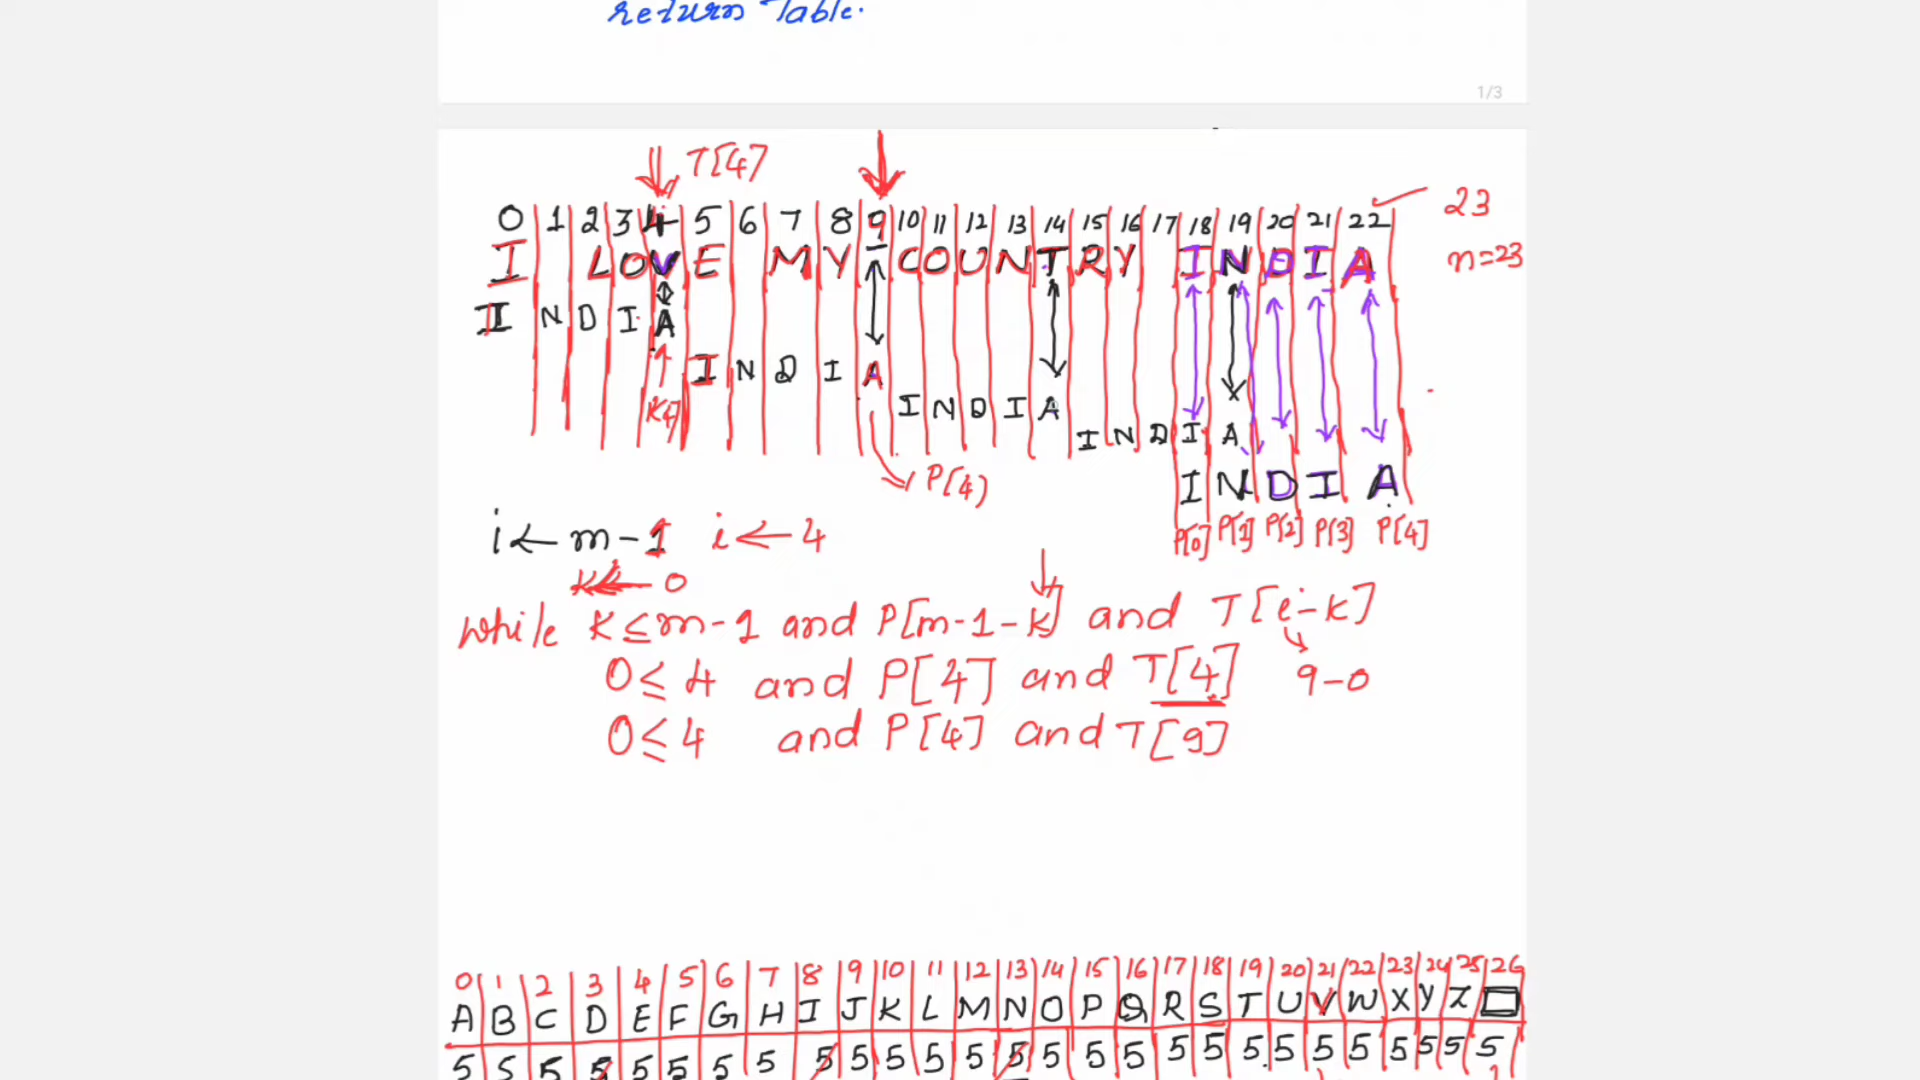 return Table.
1/3
T[4]
0 1 2 3 4 5 6 7 8 9 10 11 12 13 14 15 16 17 18 19 20 21 22
23
I LOVE MY COUNTRY INDIA
n=23
I N D I A
I N D I A
K4
I N D I A
I N D I A
P[4)
I N D I A
P[0] P[1] P[2] P[3] P[4]
i← m-1 i← 4
K← 0
while K≤m-1 and P[m-1-k] and T[i-k]
0≤ 4 and P[4] and T[4] 9-0
0≤4 and P[4] and T[9]
0 1 2 3 4 5 6 7 8 9 10 11 12 13 14 15 16 17 18 19 20 21 22 23 24 25 26
A B C D E F G H I J K L M N O P Q R S T U V W X Y Z
5 5 5 5 5 5 5 5 5 5 5 5 5 5 5 5 5 5 5 5 5 5 5 5 5 5 5